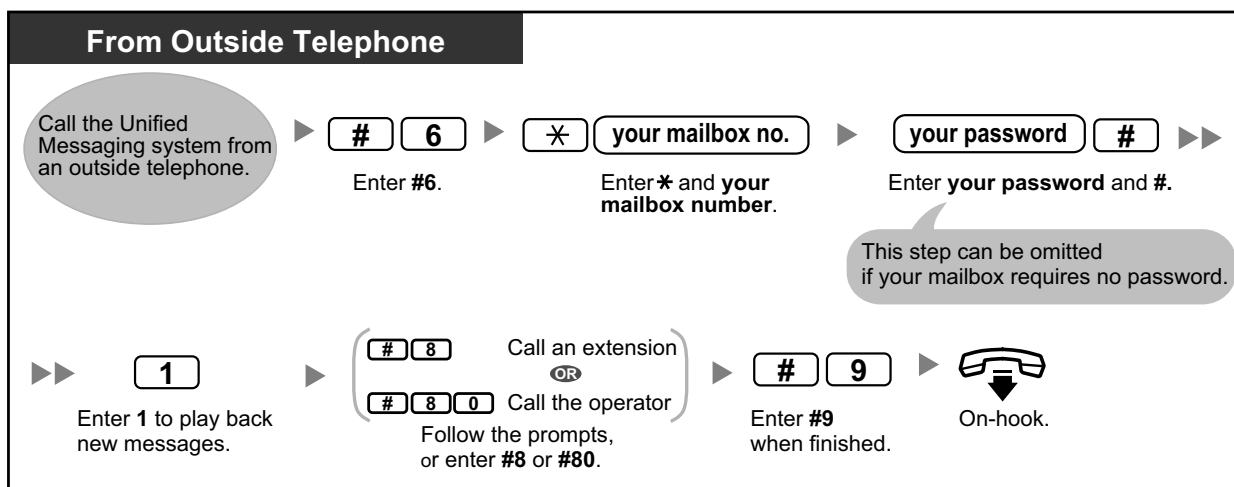 From Outside Telephone
Call the Unified
Messaging system from
an outside telephone.
# 6
Enter #6.
* your mailbox no.
Enter * and your
mailbox number.
your password #
Enter your password and #.
This step can be omitted
if your mailbox requires no password.
1
Enter 1 to play back
new messages.
# 8 Call an extension
OR
# 8 0 Call the operator
Follow the prompts,
or enter #8 or #80.
# 9
Enter #9
when finished.
On-hook.